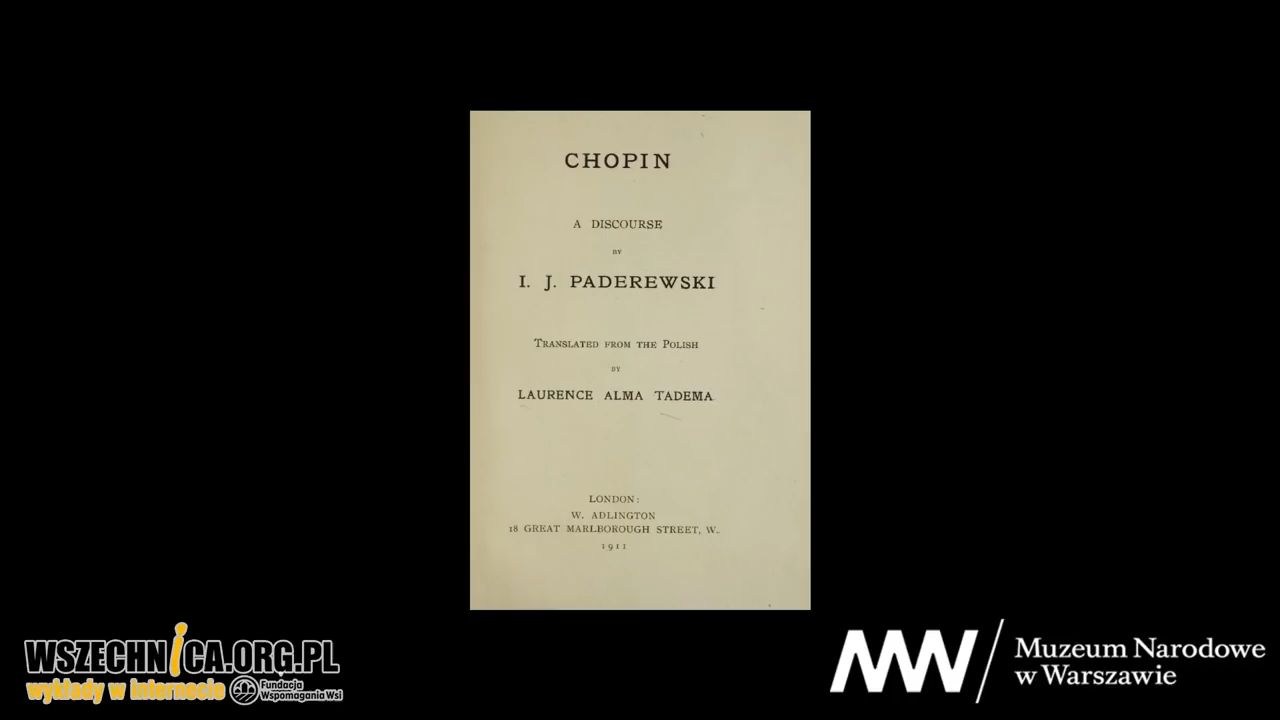 CHOPIN
A DISCOURSE
BY
I. J. PADEREWSKI
TRANSLATED FROM THE POLISH
BY
LAURENCE ALMA TADEMA
LONDON:
W. ADLINGTON
18 GREAT MARLBOROUGH STREET, W.
1911
WSZECHNICA.ORG.PL
wykłady w internecie
Fundacja
Wspomagania Wsi
MNW
Muzeum Narodowe
w Warszawie